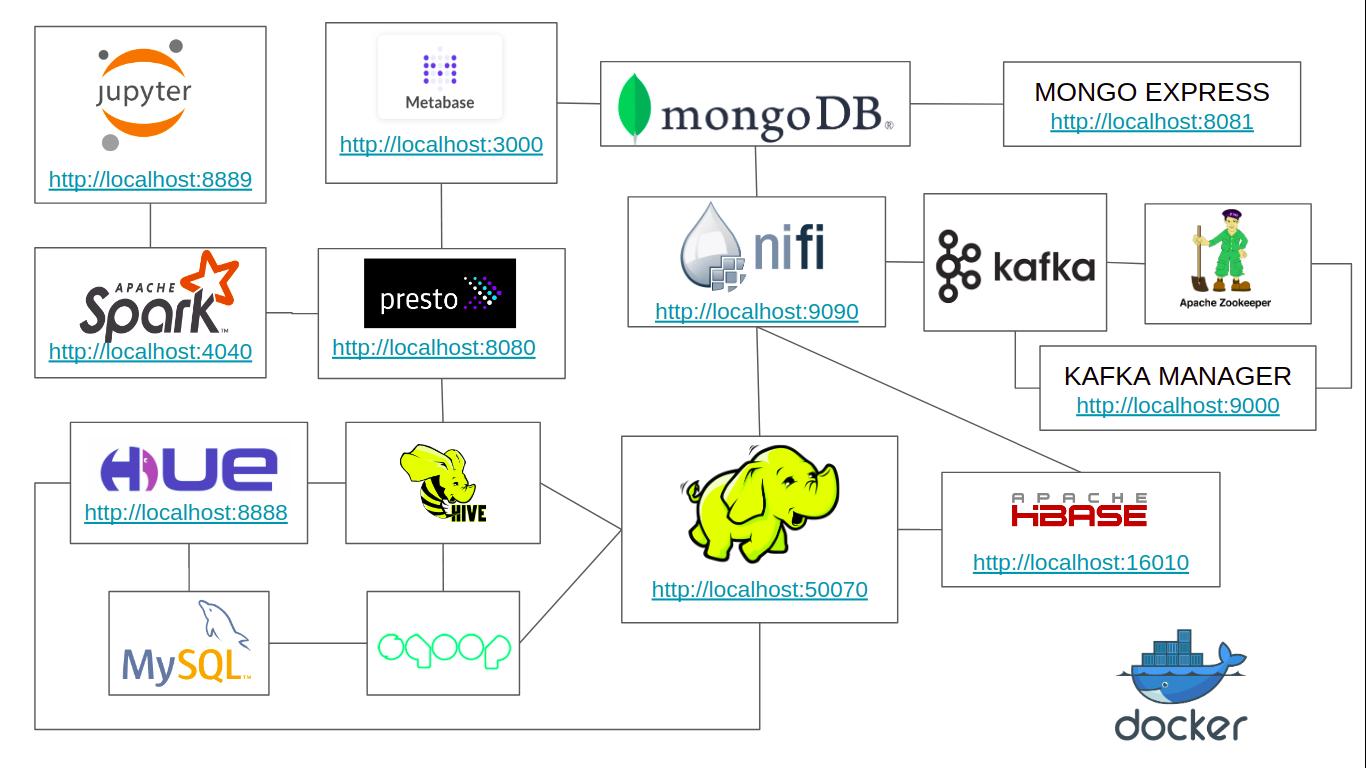 jupyter
http://localhost:8889
Metabase
http://localhost:3000
mongoDB®
MONGO EXPRESS
http://localhost:8081
APACHE
Spark™
http://localhost:4040
presto
http://localhost:8080
nifi
http://localhost:9090
kafka
Apache Zookeeper
KAFKA MANAGER
http://localhost:9000
HUE
http://localhost:8888
HIVE
http://localhost:50070
APACHE
HBASE
http://localhost:16010
MySQL™
sqoop
docker